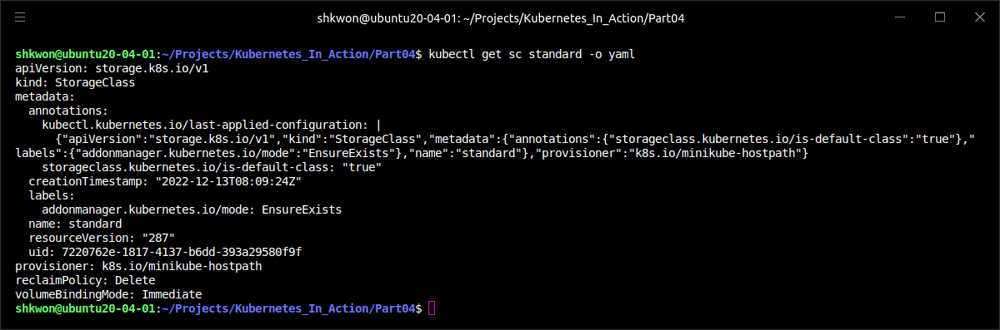 shkwon@ubuntu20-04-01: ~/Projects/Kubernetes_In_Action/Part04
shkwon@ubuntu20-04-01:~/Projects/Kubernetes_In_Action/Part04$ kubectl get sc standard -o yaml
apiVersion: storage.k8s.io/v1
kind: StorageClass
metadata:
  annotations:
    kubectl.kubernetes.io/last-applied-configuration: |
      {"apiVersion":"storage.k8s.io/v1","kind":"StorageClass","metadata":{"annotations":{"storageclass.kubernetes.io/is-default-class":"true"},"
labels":{"addonmanager.kubernetes.io/mode":"EnsureExists"},"name":"standard"},"provisioner":"k8s.io/minikube-hostpath"}
    storageclass.kubernetes.io/is-default-class: "true"
  creationTimestamp: "2022-12-13T08:09:24Z"
  labels:
    addonmanager.kubernetes.io/mode: EnsureExists
  name: standard
  resourceVersion: "287"
  uid: 7220762e-1817-4137-b6dd-393a29580f9f
provisioner: k8s.io/minikube-hostpath
reclaimPolicy: Delete
volumeBindingMode: Immediate
shkwon@ubuntu20-04-01:~/Projects/Kubernetes_In_Action/Part04$